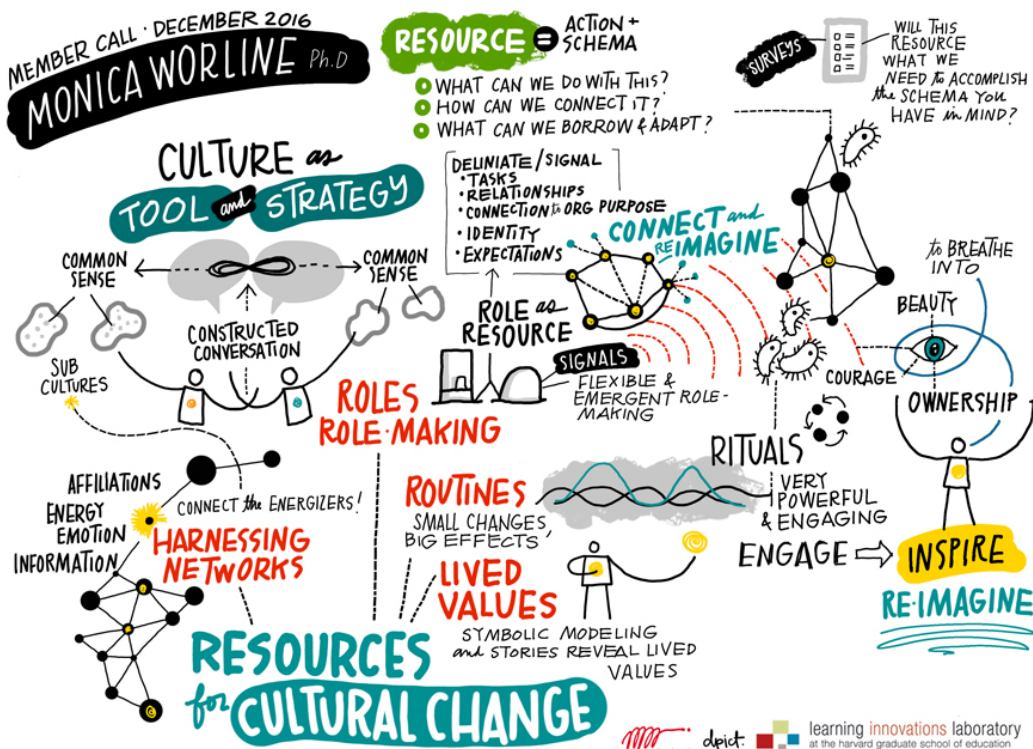 MEMBER CALL · DECEMBER 2016
MONICA WORLINE Ph.D
RESOURCE = ACTION +
SCHEMA
WHAT CAN WE DO WITH THIS?
HOW CAN WE CONNECT IT?
WHAT CAN WE BORROW & ADAPT?
SURVEYS
WILL THIS
RESOURCE
WHAT WE
NEED to ACCOMPLISH
the SCHEMA YOU
HAVE in MIND?
CULTURE as
TOOL and STRATEGY
COMMON
SENSE
COMMON
SENSE
CONSTRUCTED
CONVERSATION
SUB
CULTURES
DELINIATE/SIGNAL
· TASKS
· RELATIONSHIPS
· CONNECTION to ORG PURPOSE
· IDENTITY
· EXPECTATIONS
CONNECT and
RE IMAGINE
ROLE as
RESOURCE
SIGNALS
FLEXIBLE &
EMERGENT ROLE-
MAKING
ROLES
ROLE·MAKING
to BREATHE
INTO
BEAUTY
COURAGE
OWNERSHIP
AFFILIATIONS
ENERGY
EMOTION
INFORMATION
CONNECT the ENERGIZERS!
HARNESSING
NETWORKS
ROUTINES
SMALL CHANGES
BIG EFFECTS
RITUALS
VERY
POWERFUL
& ENGAGING
ENGAGE
INSPIRE
RE·IMAGINE
LIVED
VALUES
SYMBOLIC MODELING
and STORIES REVEAL LIVED
VALUES
RESOURCES
for CULTURAL CHANGE
dpict.
learning innovations laboratory
at the harvard graduate school of education